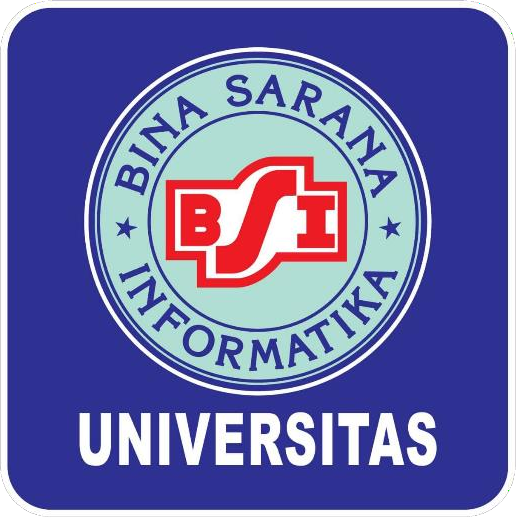 BINA SARANA
BSI
INFORMATIKA
UNIVERSITAS